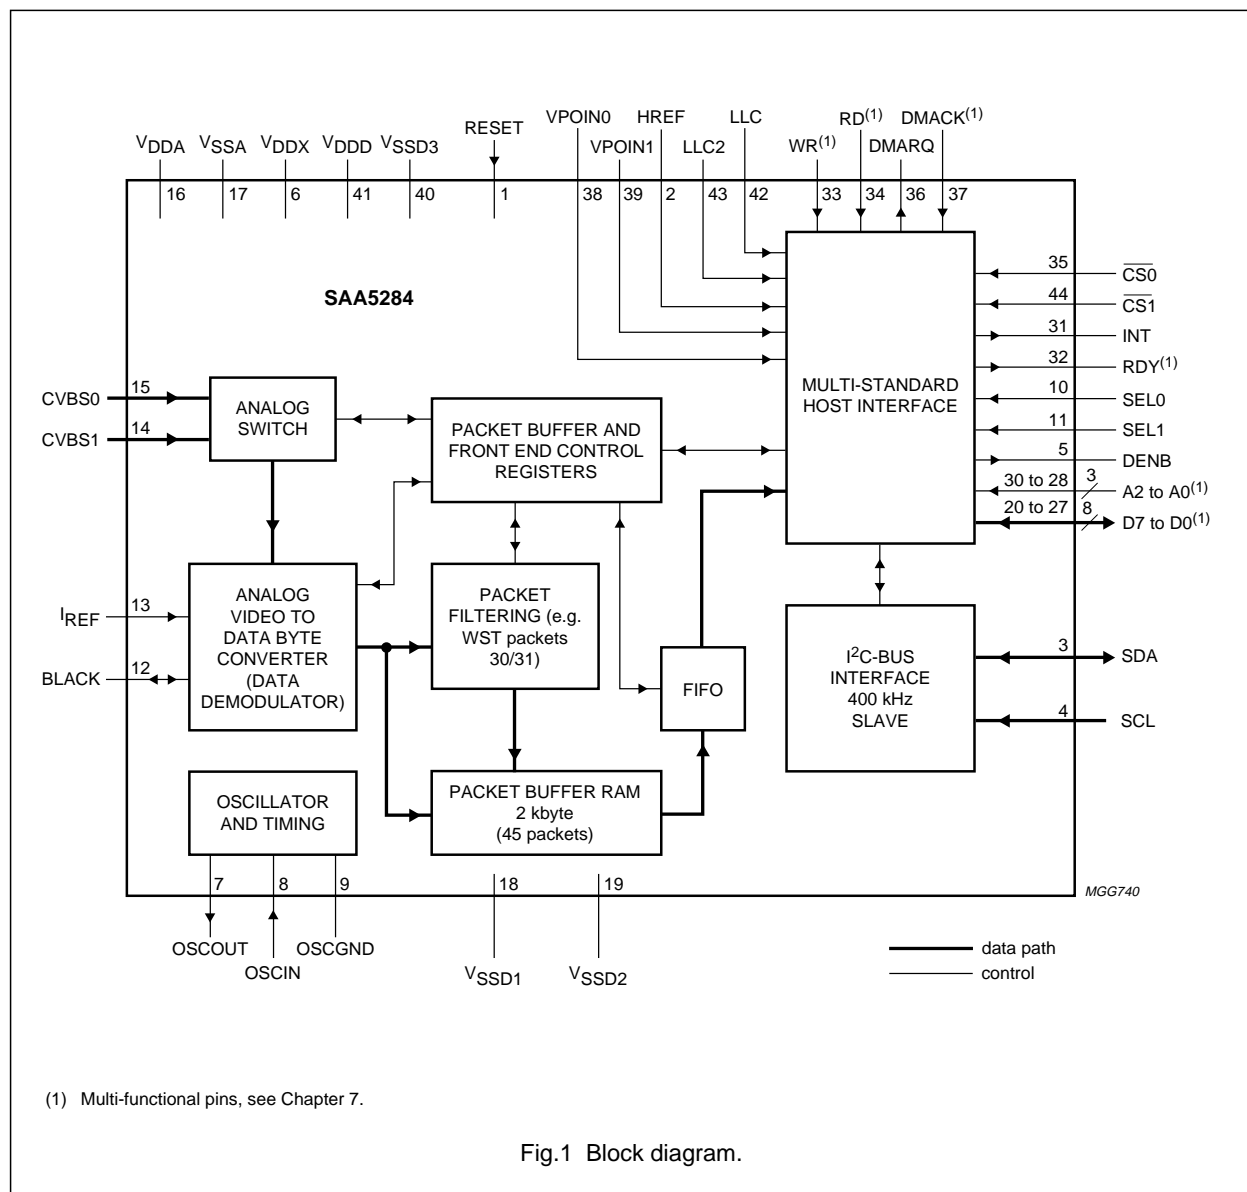 VDDA VSSA VDDX VDDD VSSD3 RESET VPOIN0 VPOIN1 HREF LLC2 LLC WR(1) RD(1) DMARQ DMACK(1)
16 17 6 41 40 1 38 39 2 43 42 33 34 36 37
SAA5284
CVBS0 15
CVBS1 14
ANALOG
SWITCH
PACKET BUFFER AND
FRONT END CONTROL
REGISTERS
MULTI-STANDARD
HOST INTERFACE
35 CS0
44 CS1
31 INT
32 RDY(1)
10 SEL0
11 SEL1
5 DENB
30 to 28 3 A2 to A0(1)
20 to 27 8 D7 to D0(1)
IREF 13
BLACK 12
ANALOG
VIDEO TO
DATA BYTE
CONVERTER
(DATA
DEMODULATOR)
PACKET
FILTERING (e.g.
WST packets
30/31)
FIFO
I2C-BUS
INTERFACE
400 kHz
SLAVE
3 SDA
4 SCL
OSCILLATOR
AND TIMING
PACKET BUFFER RAM
2 kbyte
(45 packets)
7 8 9 18 19
MGG740
OSCOUT OSCIN OSCGND VSSD1 VSSD2
data path
control
(1) Multi-functional pins, see Chapter 7.
Fig.1 Block diagram.